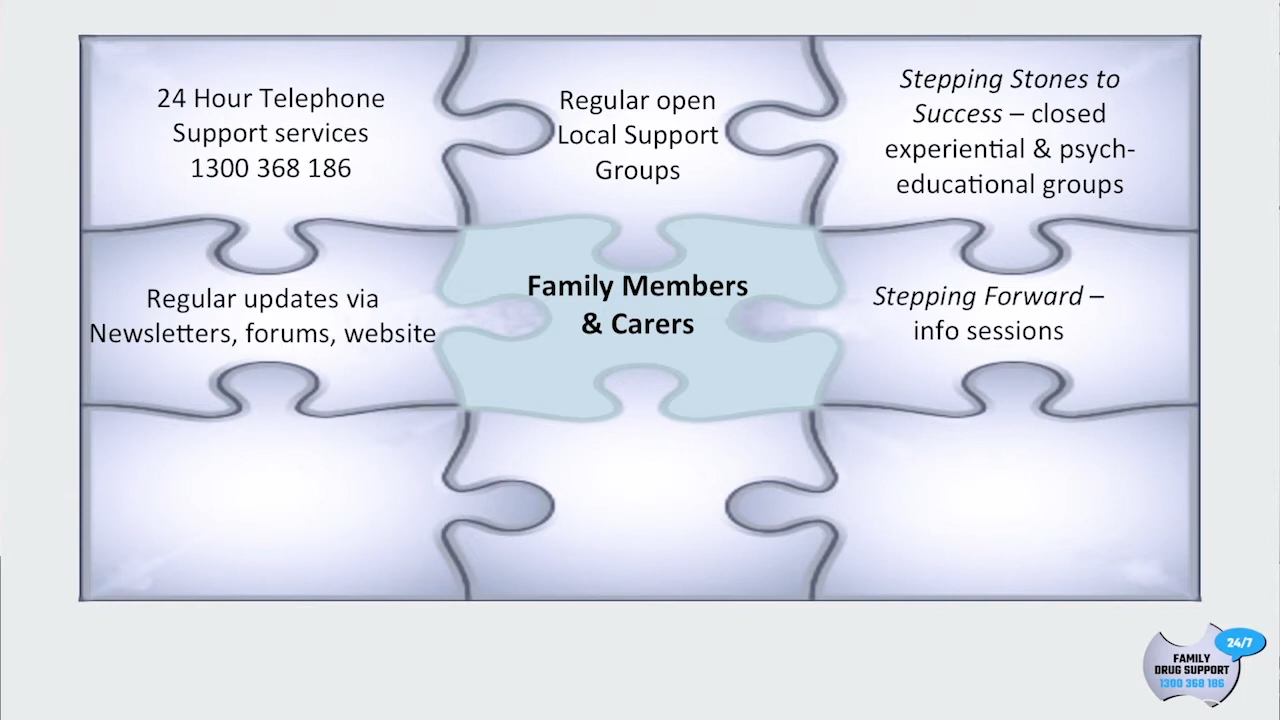 24 Hour Telephone
Support services
1300 368 186
Regular open
Local Support
Groups
Stepping Stones to
Success – closed
experiential & psych-
educational groups
Regular updates via
Newsletters, forums, website
Family Members
& Carers
Stepping Forward –
info sessions
24/7
FAMILY
DRUG SUPPORT
1300 368 186